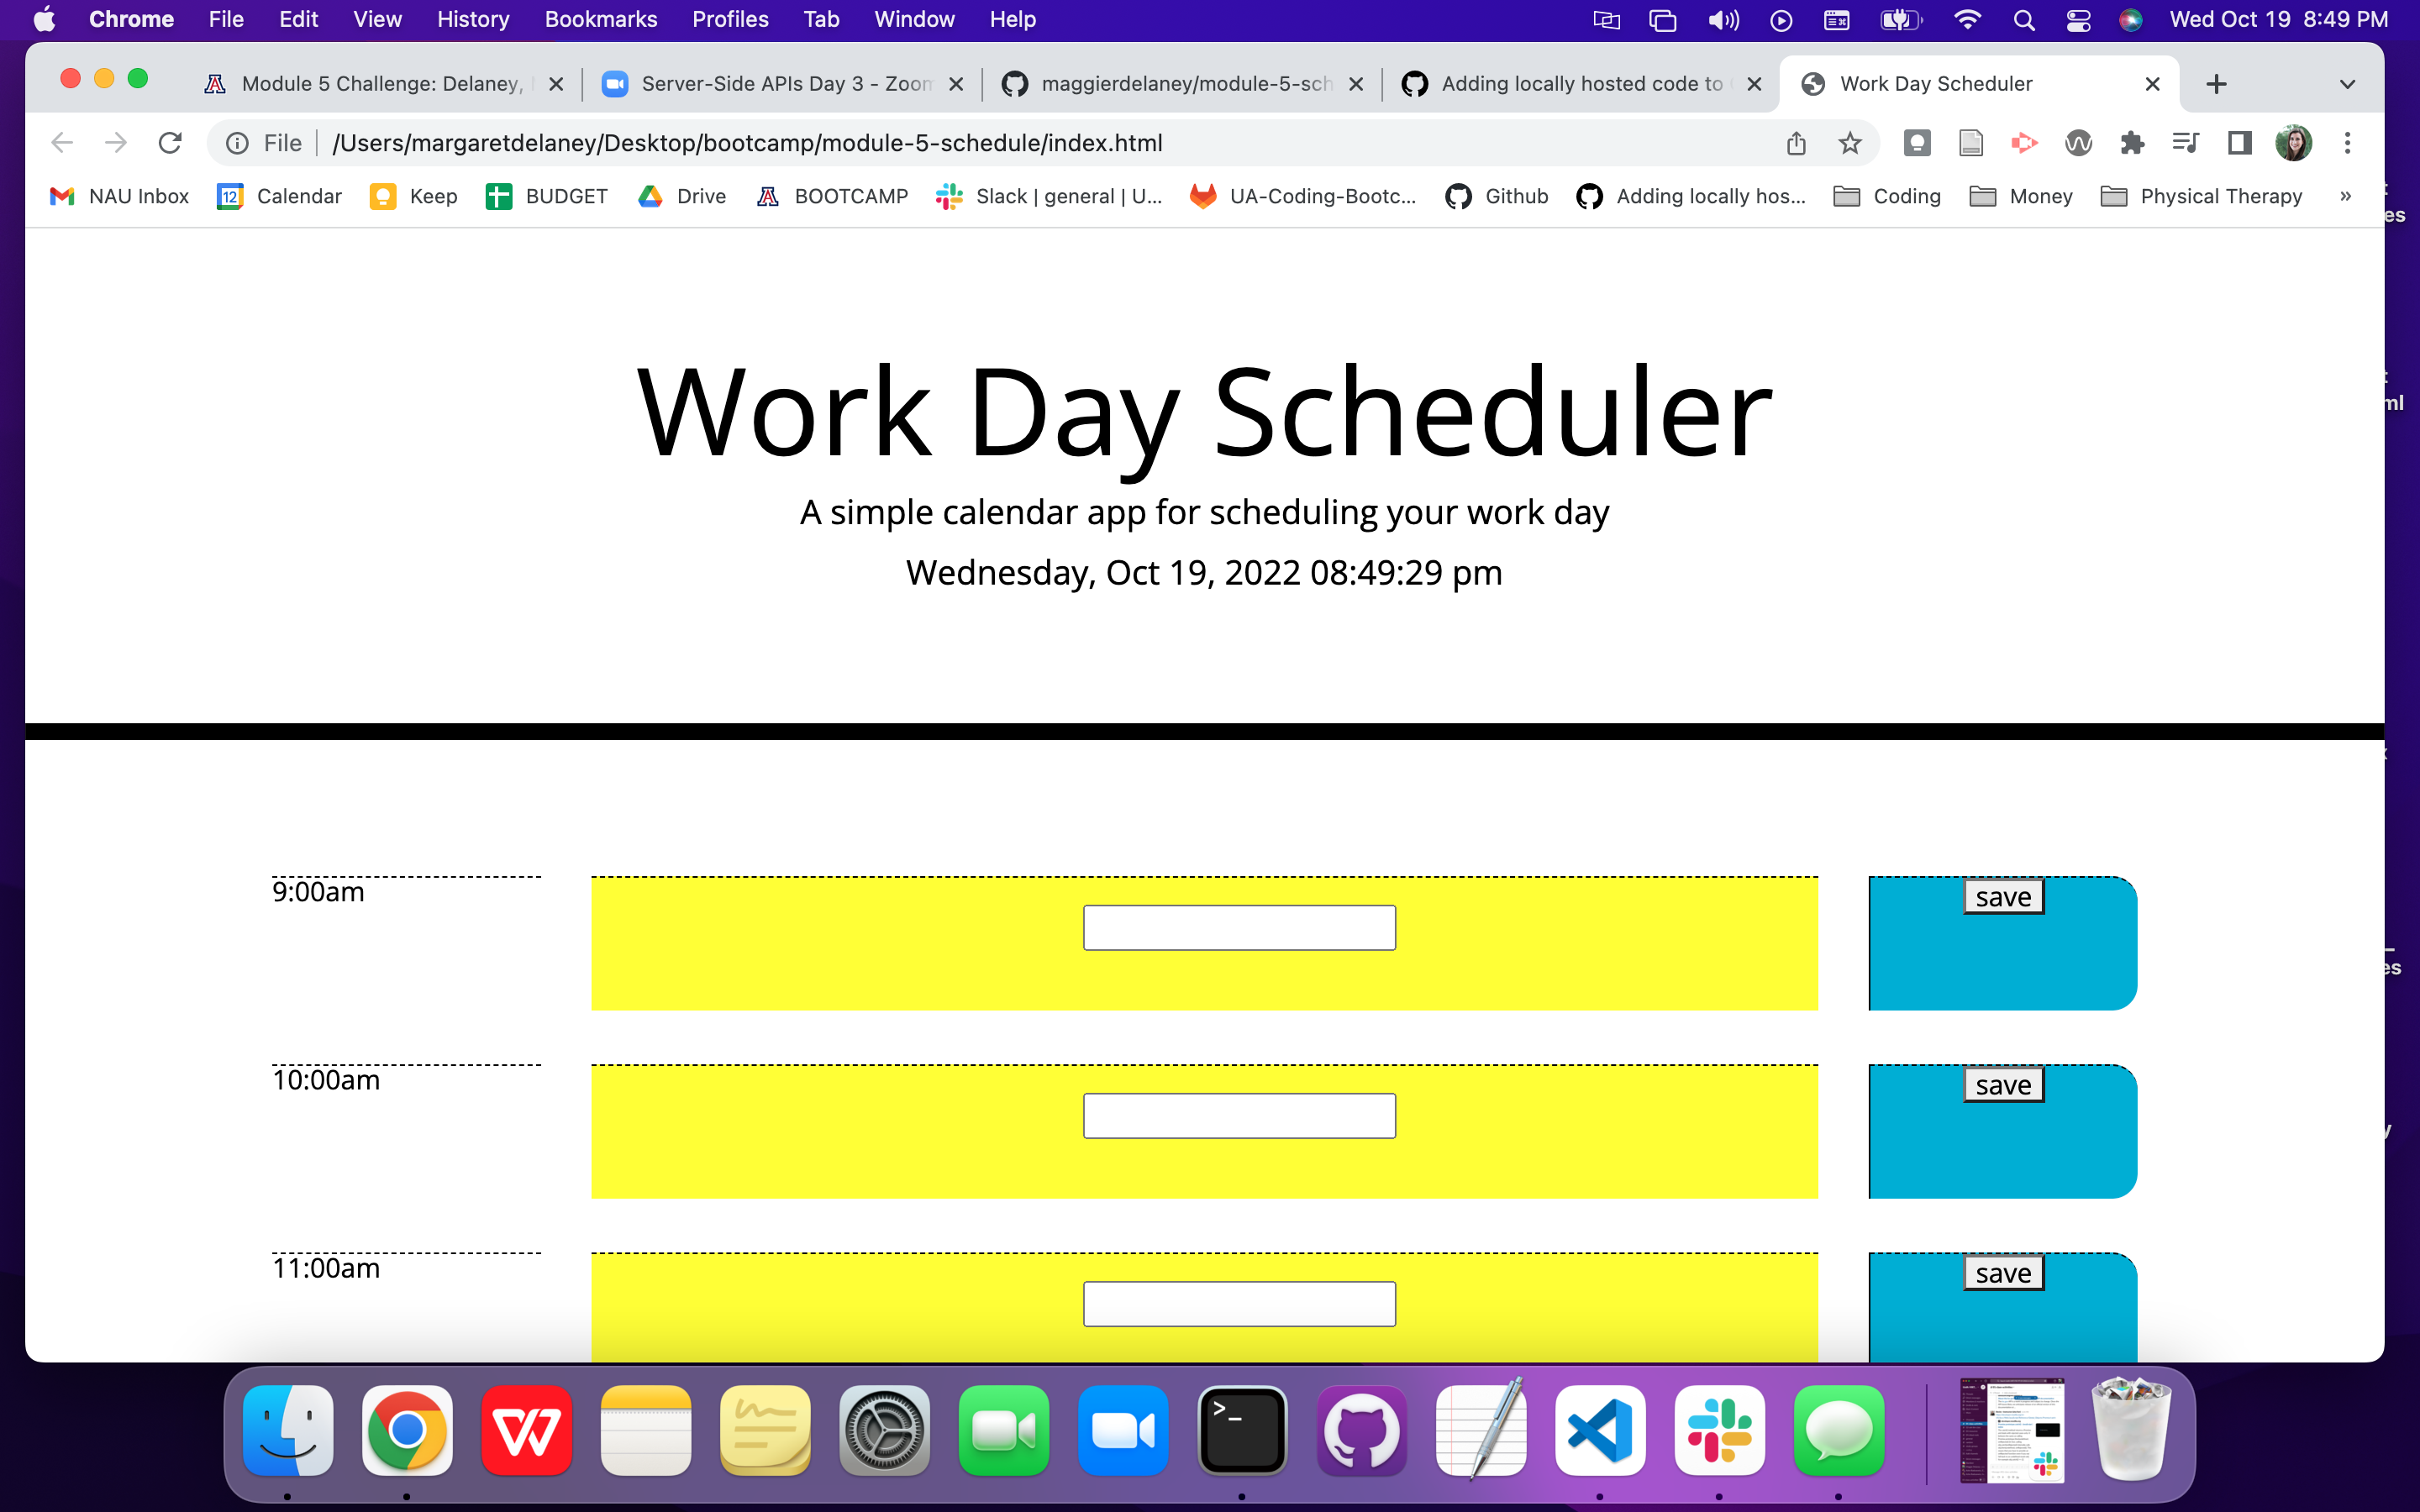 Chrome File Edit View History Bookmarks Profiles Tab Window Help Wed Oct 19 8:49 PM
Module 5 Challenge: Delaney, Server-Side APIs Day 3 - Zoom maggierdelaney/module-5-sch Adding locally hosted code to Work Day Scheduler
File /Users/margaretdelaney/Desktop/bootcamp/module-5-schedule/index.html
NAU Inbox 12 Calendar Keep BUDGET Drive BOOTCAMP Slack | general | U... UA-Coding-Bootc... Github Adding locally hos... Coding Money Physical Therapy »
es
ml
Work Day Scheduler
A simple calendar app for scheduling your work day
Wednesday, Oct 19, 2022 08:49:29 pm
9:00am save
es
10:00am save
11:00am save